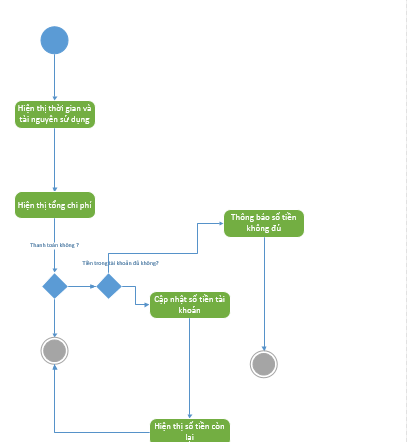 Hiện thị thời gian và
tài nguyên sử dụng
Hiện thị tổng chi phí
Thanh toán không ?
Tiền trong tài khoản đủ không?
Thông báo số tiền
không đủ
Cập nhật số tiền tài
khoản
Hiện thị số tiền còn
lại